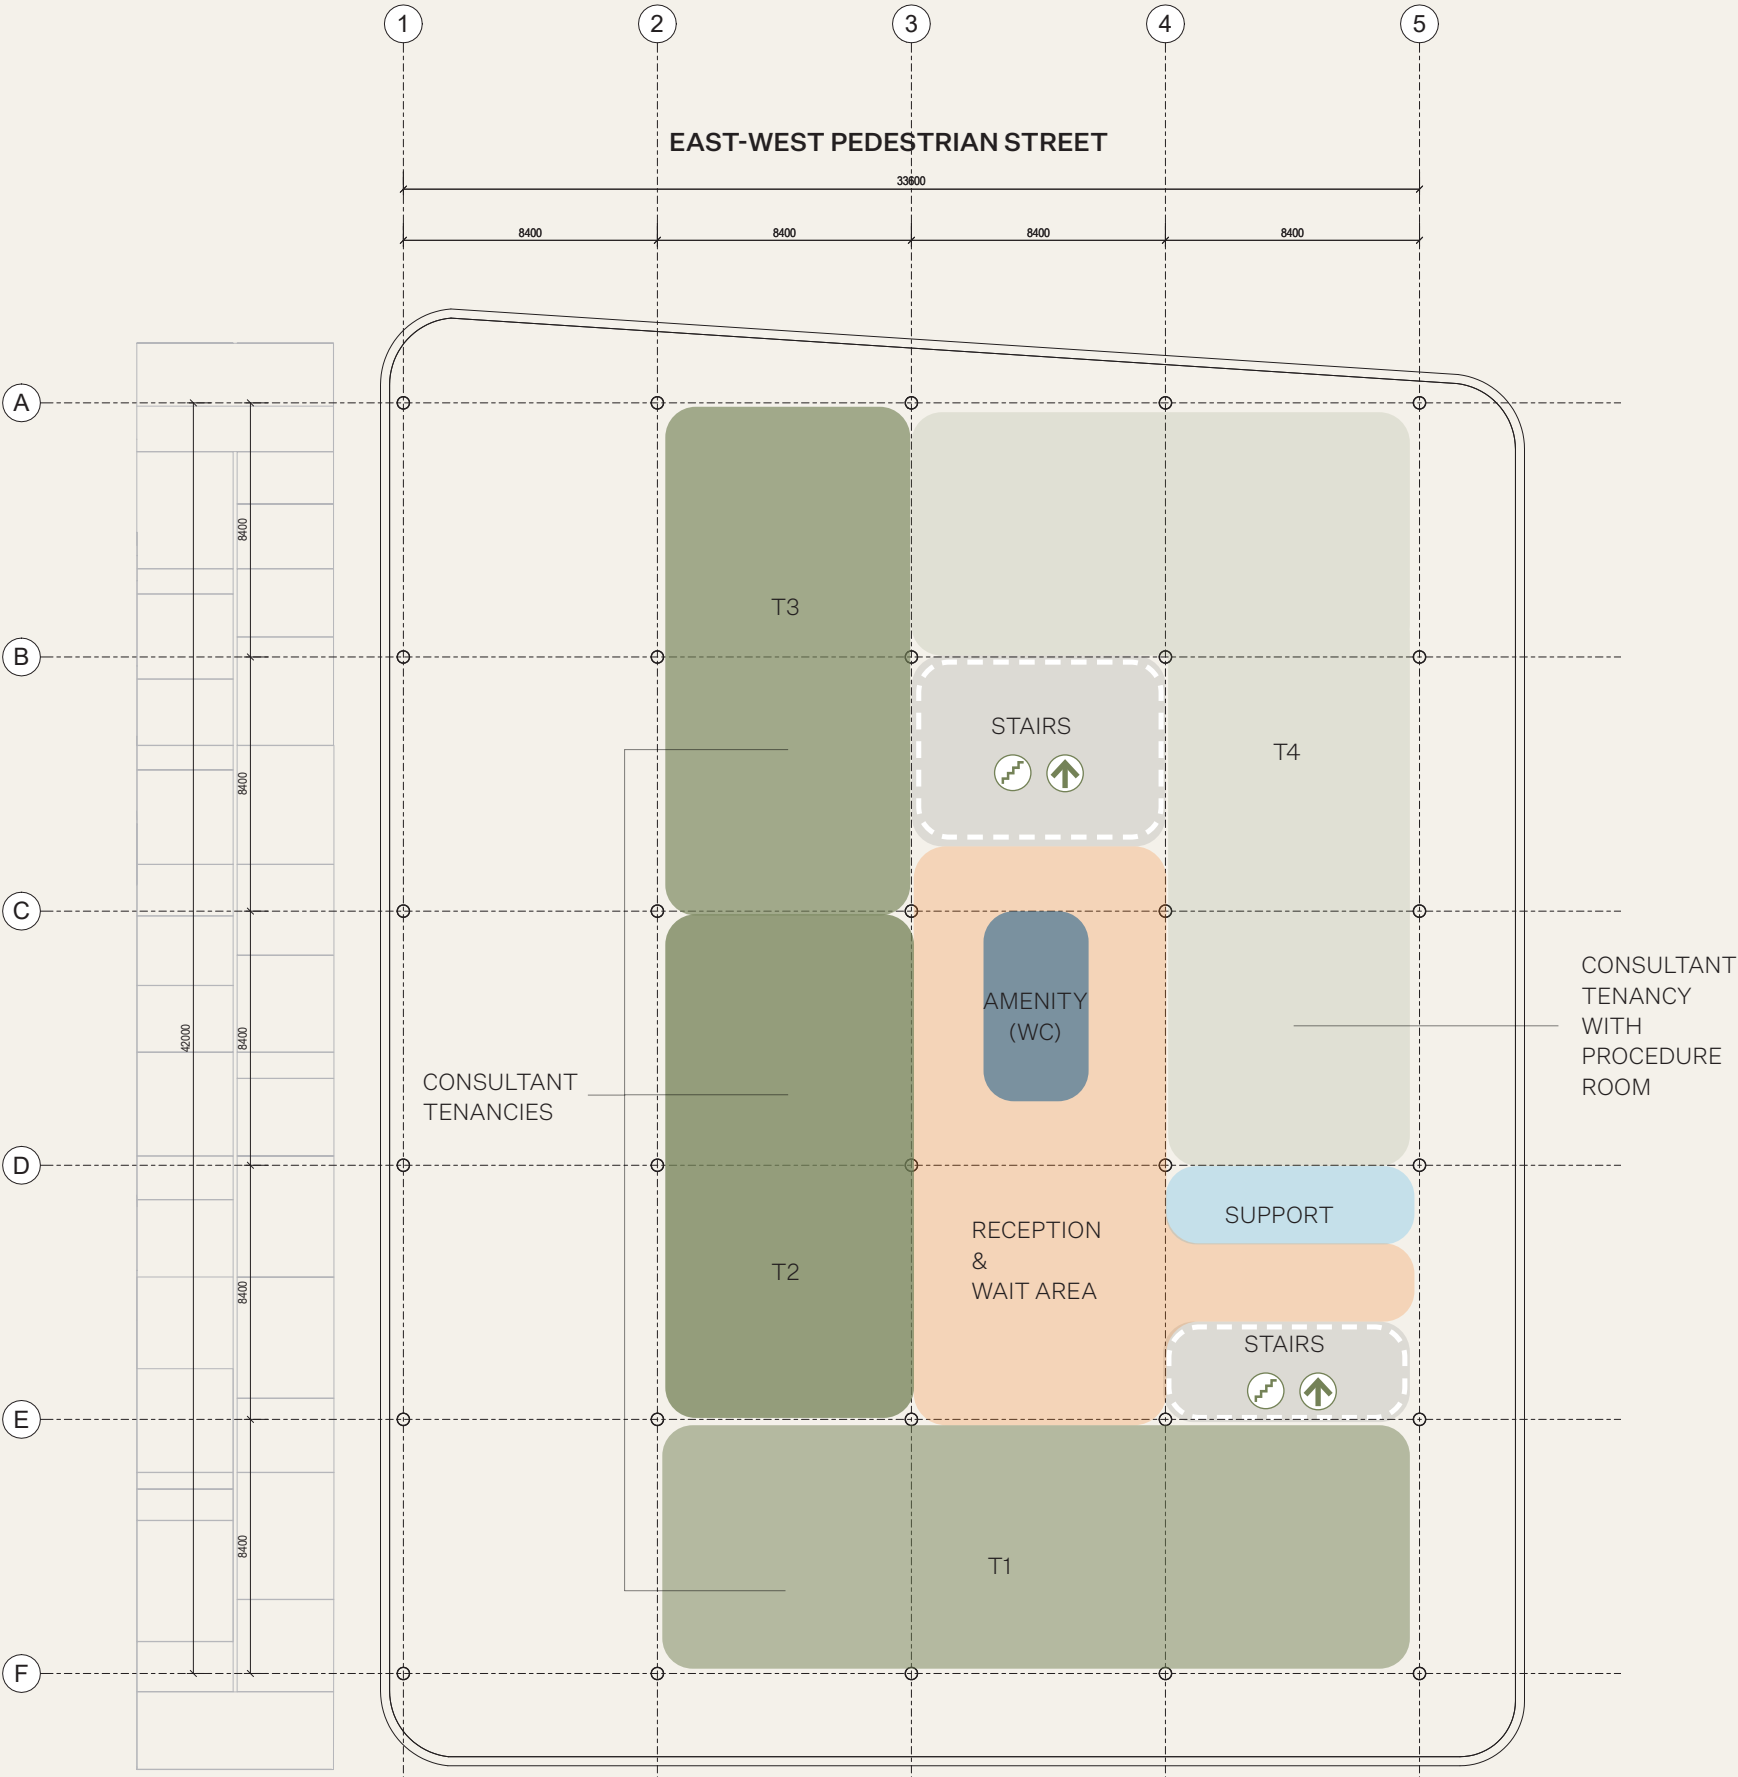 1
2
3
4
5
EAST-WEST PEDESTRIAN STREET
33600
8400
8400
8400
8400
A
B
C
D
E
F
42000
8400
8400
8400
8400
8400
T3
STAIRS
T4
AMENITY
(WC)
CONSULTANT
TENANCY
WITH
PROCEDURE
ROOM
CONSULTANT
TENANCIES
SUPPORT
RECEPTION
&
WAIT AREA
T2
STAIRS
T1